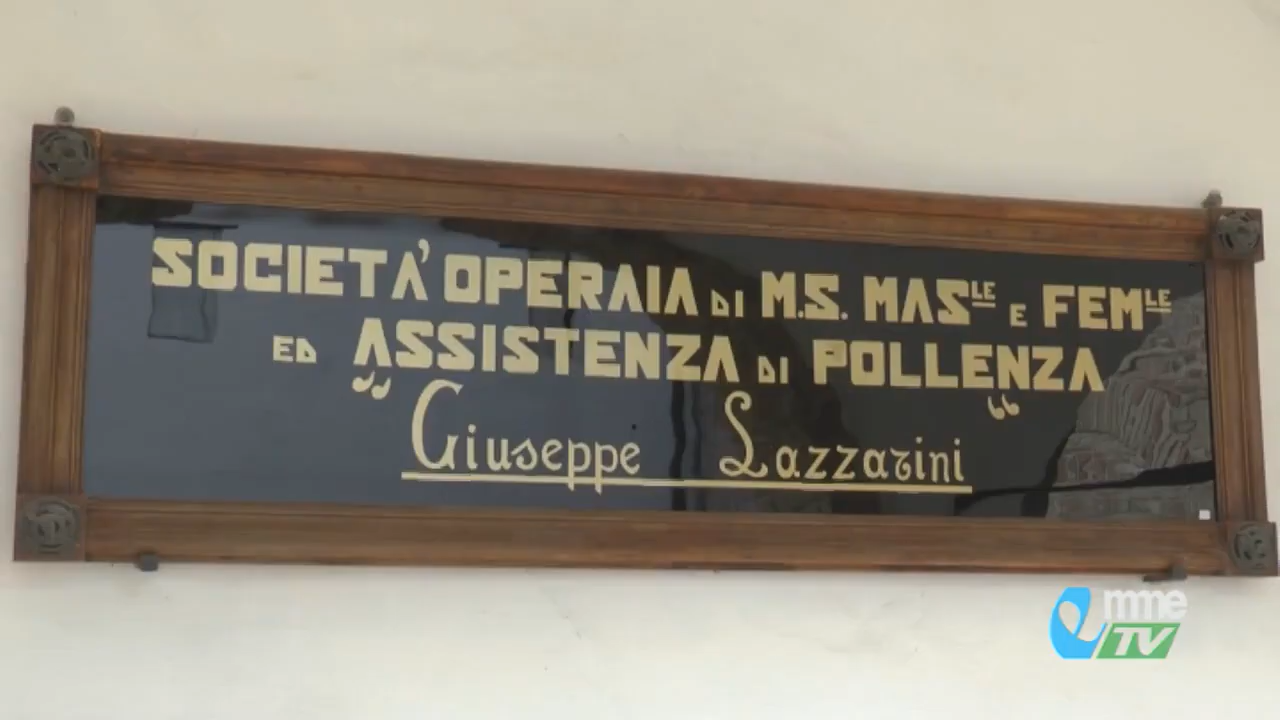 SOCIETÀ OPERAIA DI M.S. MASLE E FEMLE
ED ASSISTENZA DI POLLENZA
„Giuseppe Lazzarini“
emme
TV